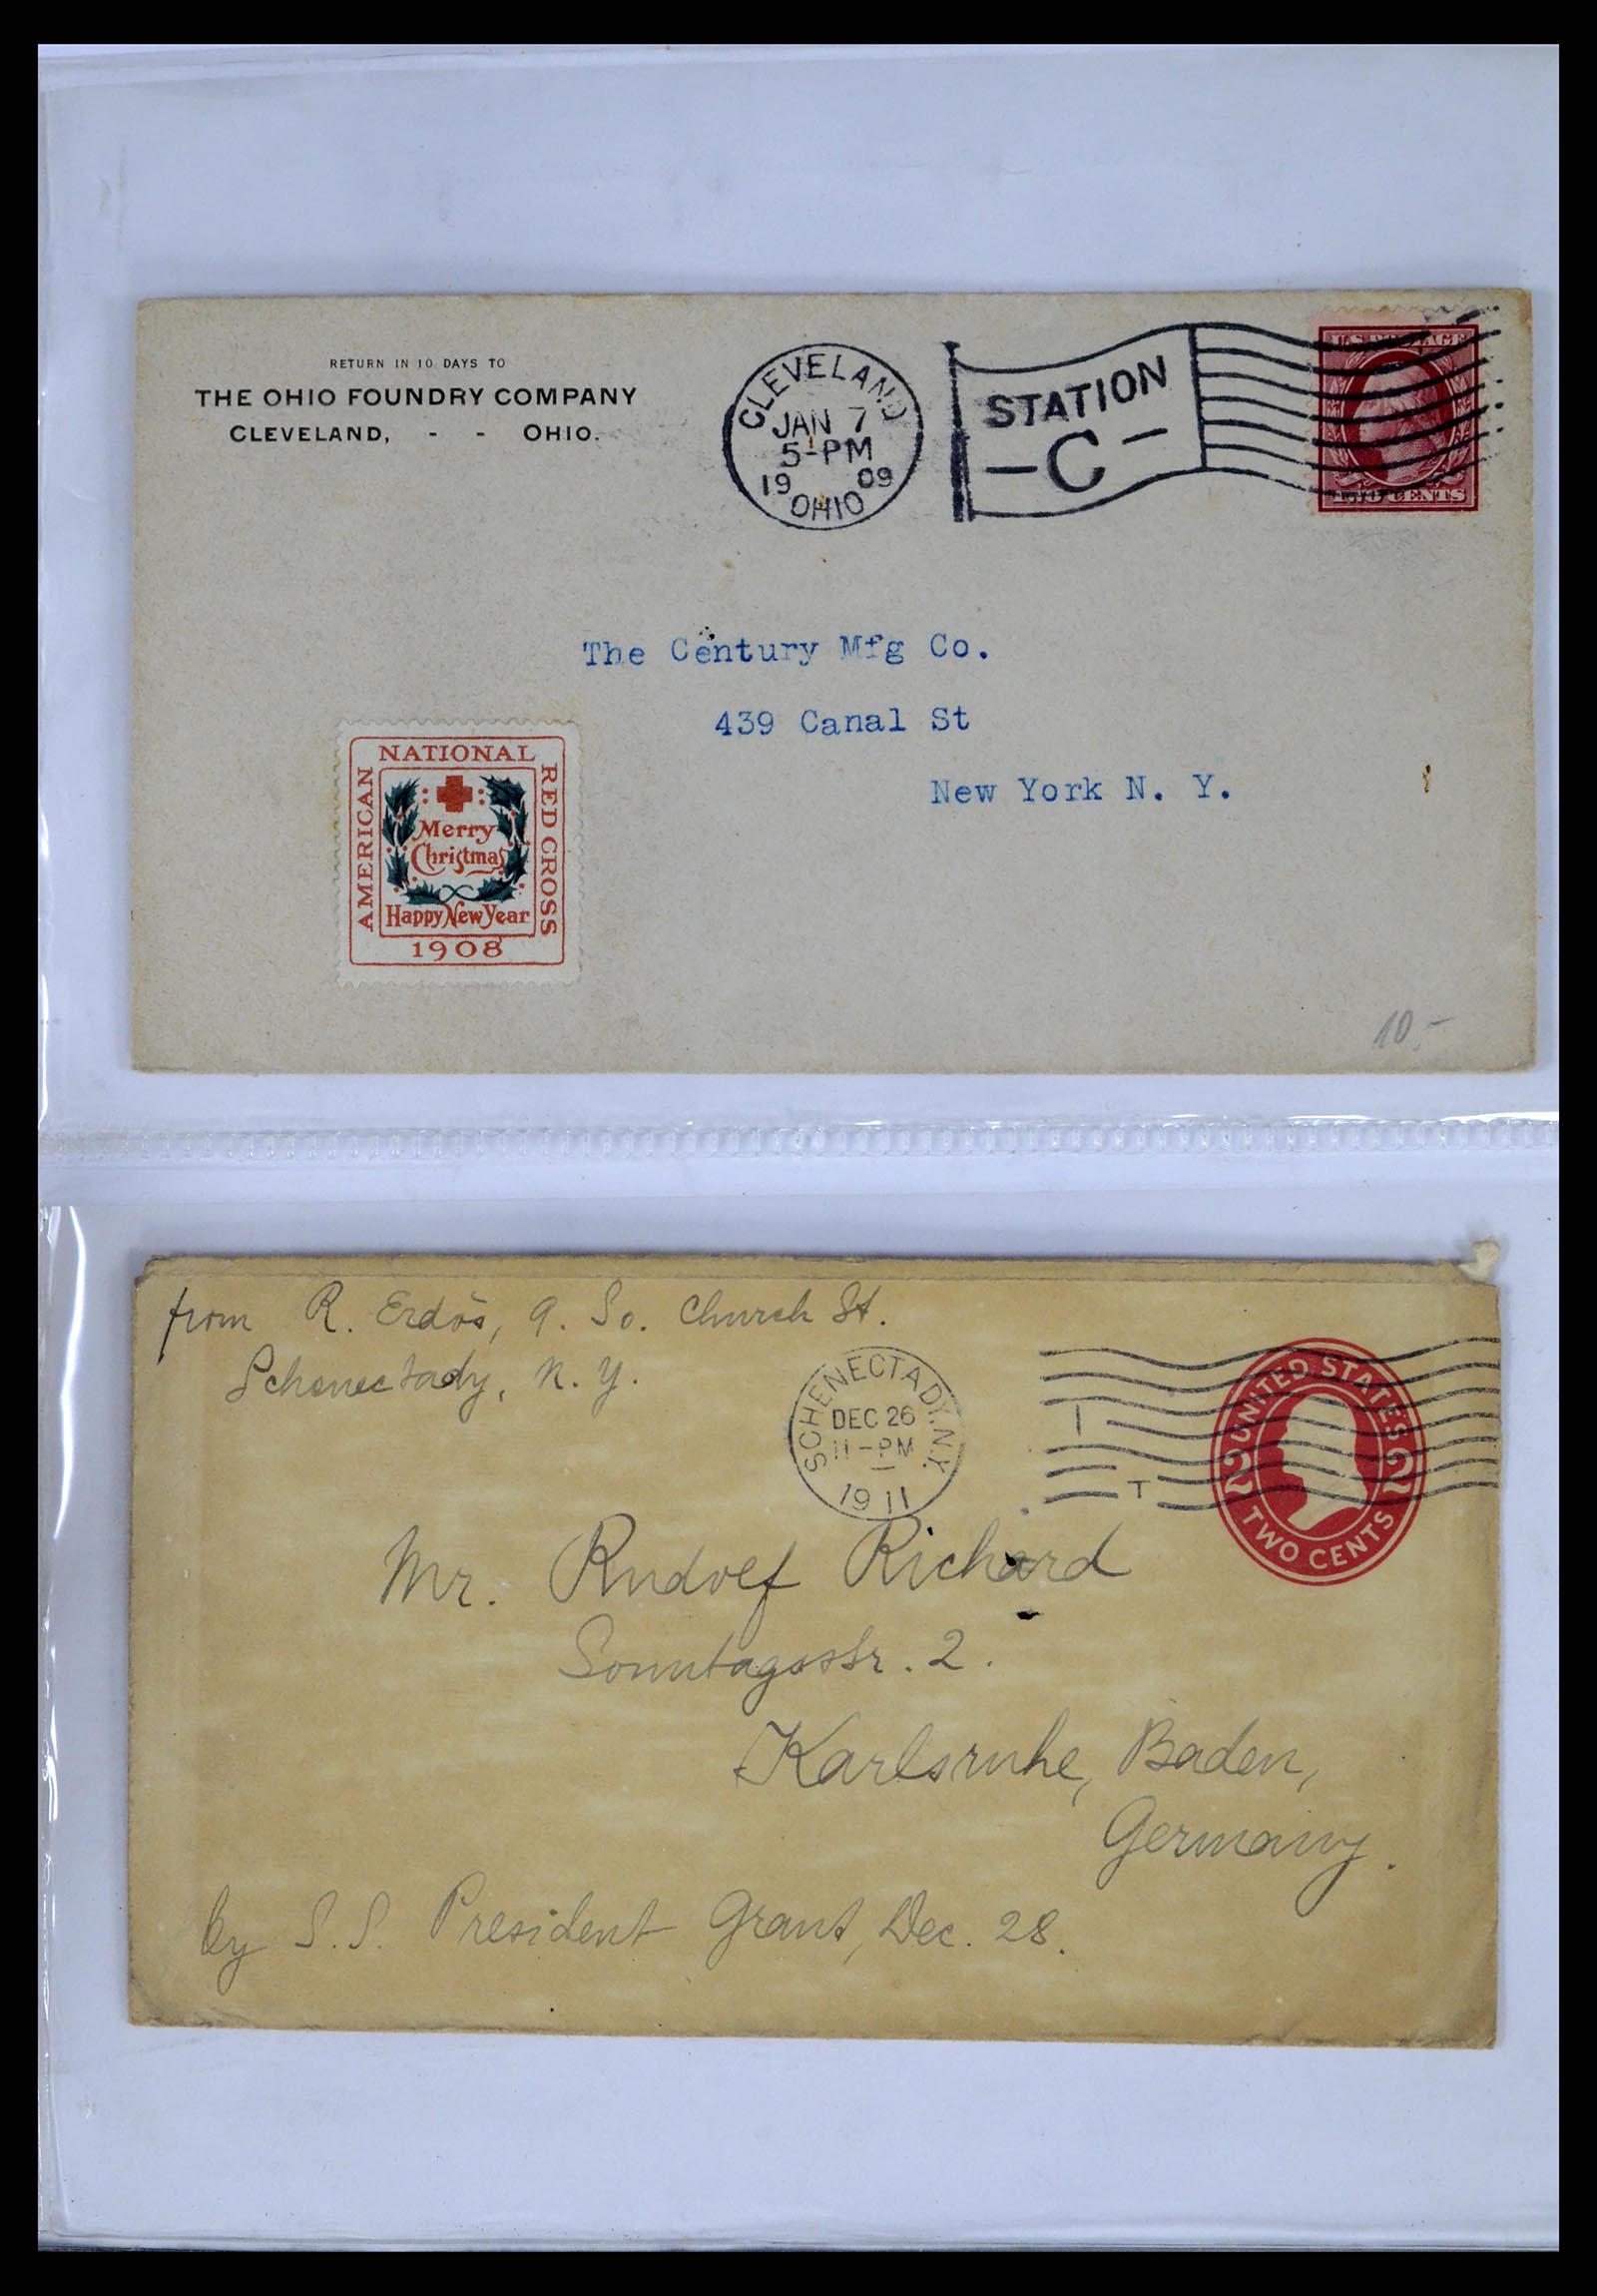 RETURN IN 10 DAYS TO
THE OHIO FOUNDRY COMPANY
CLEVELAND, - - OHIO.
CLEVELAND
JAN 7
5-PM
19 09
OHIO
STATION
-C-
U.S. POSTAGE
TWO CENTS
The Century Mfg Co.
439 Canal St
New York N. Y.
NATIONAL
AMERICAN
RED CROSS
Merry
Christmas
Happy New Year
1908
10.-
from R. Erdös, 9. So. Church St.
Schenectady, N. Y.
SCHENECTADY, N.Y.
DEC 26
11-PM
1911
1
T
UNITED STATES
2 2
TWO CENTS
Mr. Rudolf Richard
Sonntagsstr. 2.
Karlsruhe, Baden,
Germany.
by S.S. President Grant, Dec. 28.